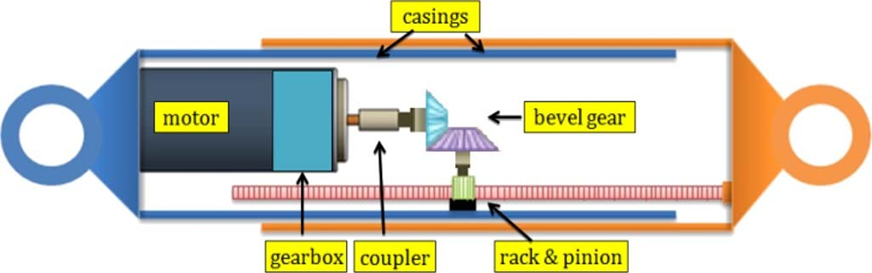 casings
motor
bevel gear
gearbox
coupler
rack & pinion